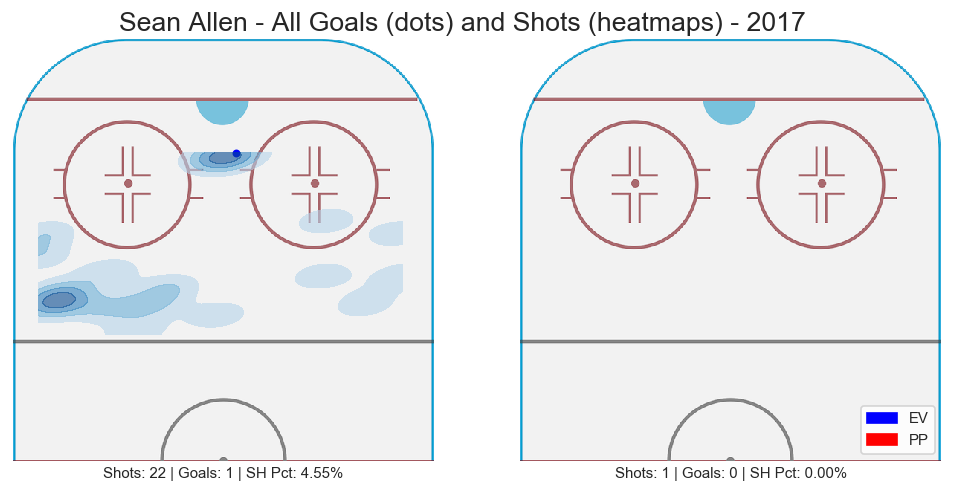 Sean Allen - All Goals (dots) and Shots (heatmaps) - 2017
EV
PP
Shots: 22 | Goals: 1 | SH Pct: 4.55%
Shots: 1 | Goals: 0 | SH Pct: 0.00%